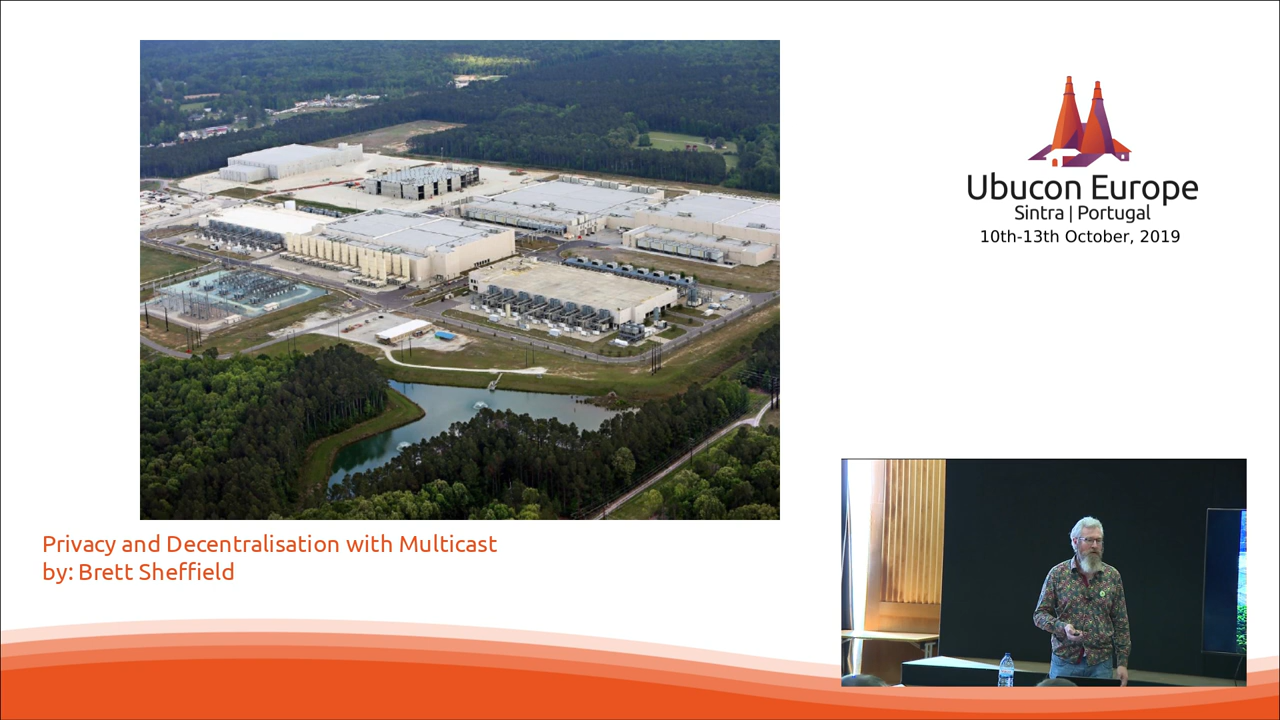 Ubucon Europe
Sintra | Portugal
10th-13th October, 2019
Privacy and Decentralisation with Multicast
by: Brett Sheffield